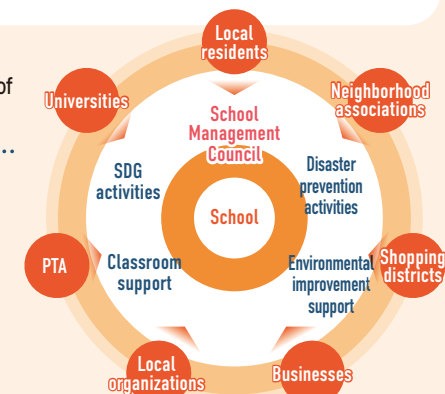 of
...
Local
residents
Universities
Neighborhood
associations
School
Management
Council
SDG
activities
Disaster
prevention
activities
School
PTA
Classroom
support
Environmental
improvement
support
Shopping
districts
Local
organizations
Businesses